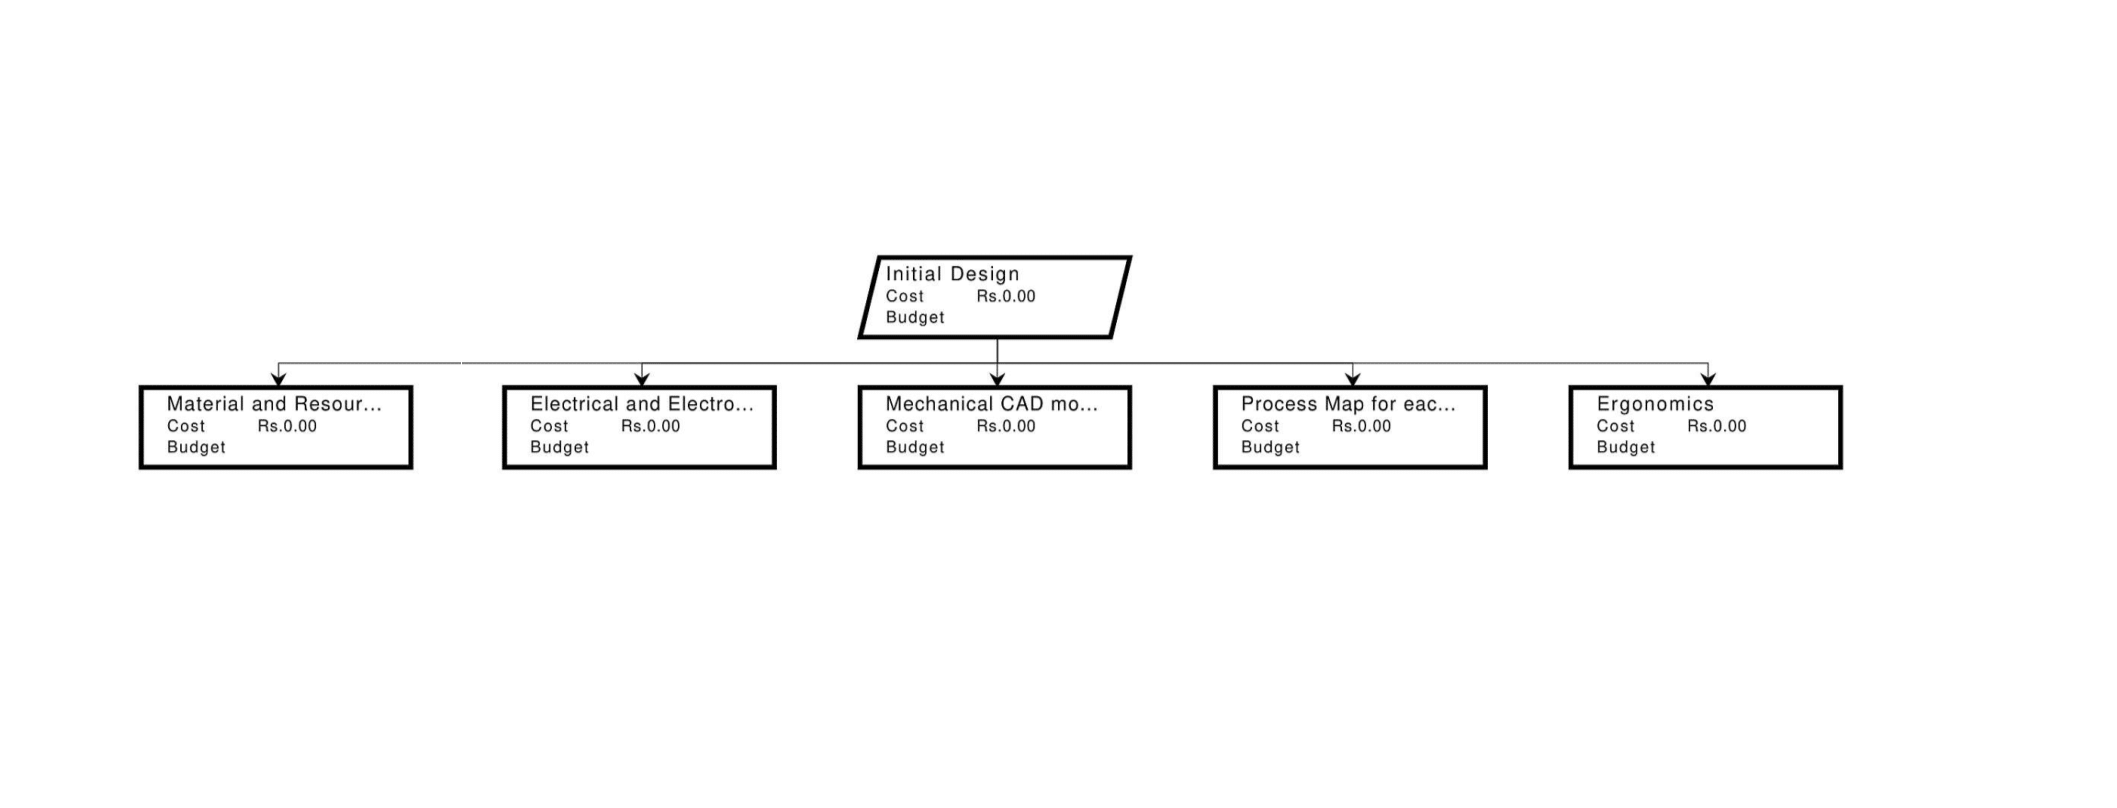 Initial Design
Cost Rs.0.00
Budget
Material and Resour...
Cost Rs.0.00
Budget
Electrical and Electro...
Cost Rs.0.00
Budget
Mechanical CAD mo...
Cost Rs.0.00
Budget
Process Map for eac...
Cost Rs.0.00
Budget
Ergonomics
Cost Rs.0.00
Budget